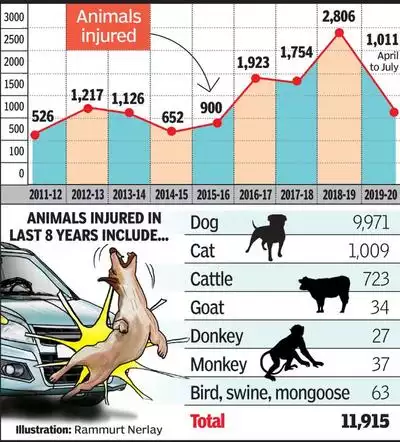 3000
2500
2000
1500
1000
500
100
0
Animals
injured
526
1,217
1,126
652
900
1,923
1,754
2,806
1,011
April
to July
2011-12 2012-13 2013-14 2014-15 2015-16 2016-17 2017-18 2018-19 2019-20
ANIMALS INJURED IN
LAST 8 YEARS INCLUDE...
Dog 9,971
Cat 1,009
Cattle 723
Goat 34
Donkey 27
Monkey 37
Bird, swine, mongoose 63
Total 11,915
Illustration: Rammurt Nerlay